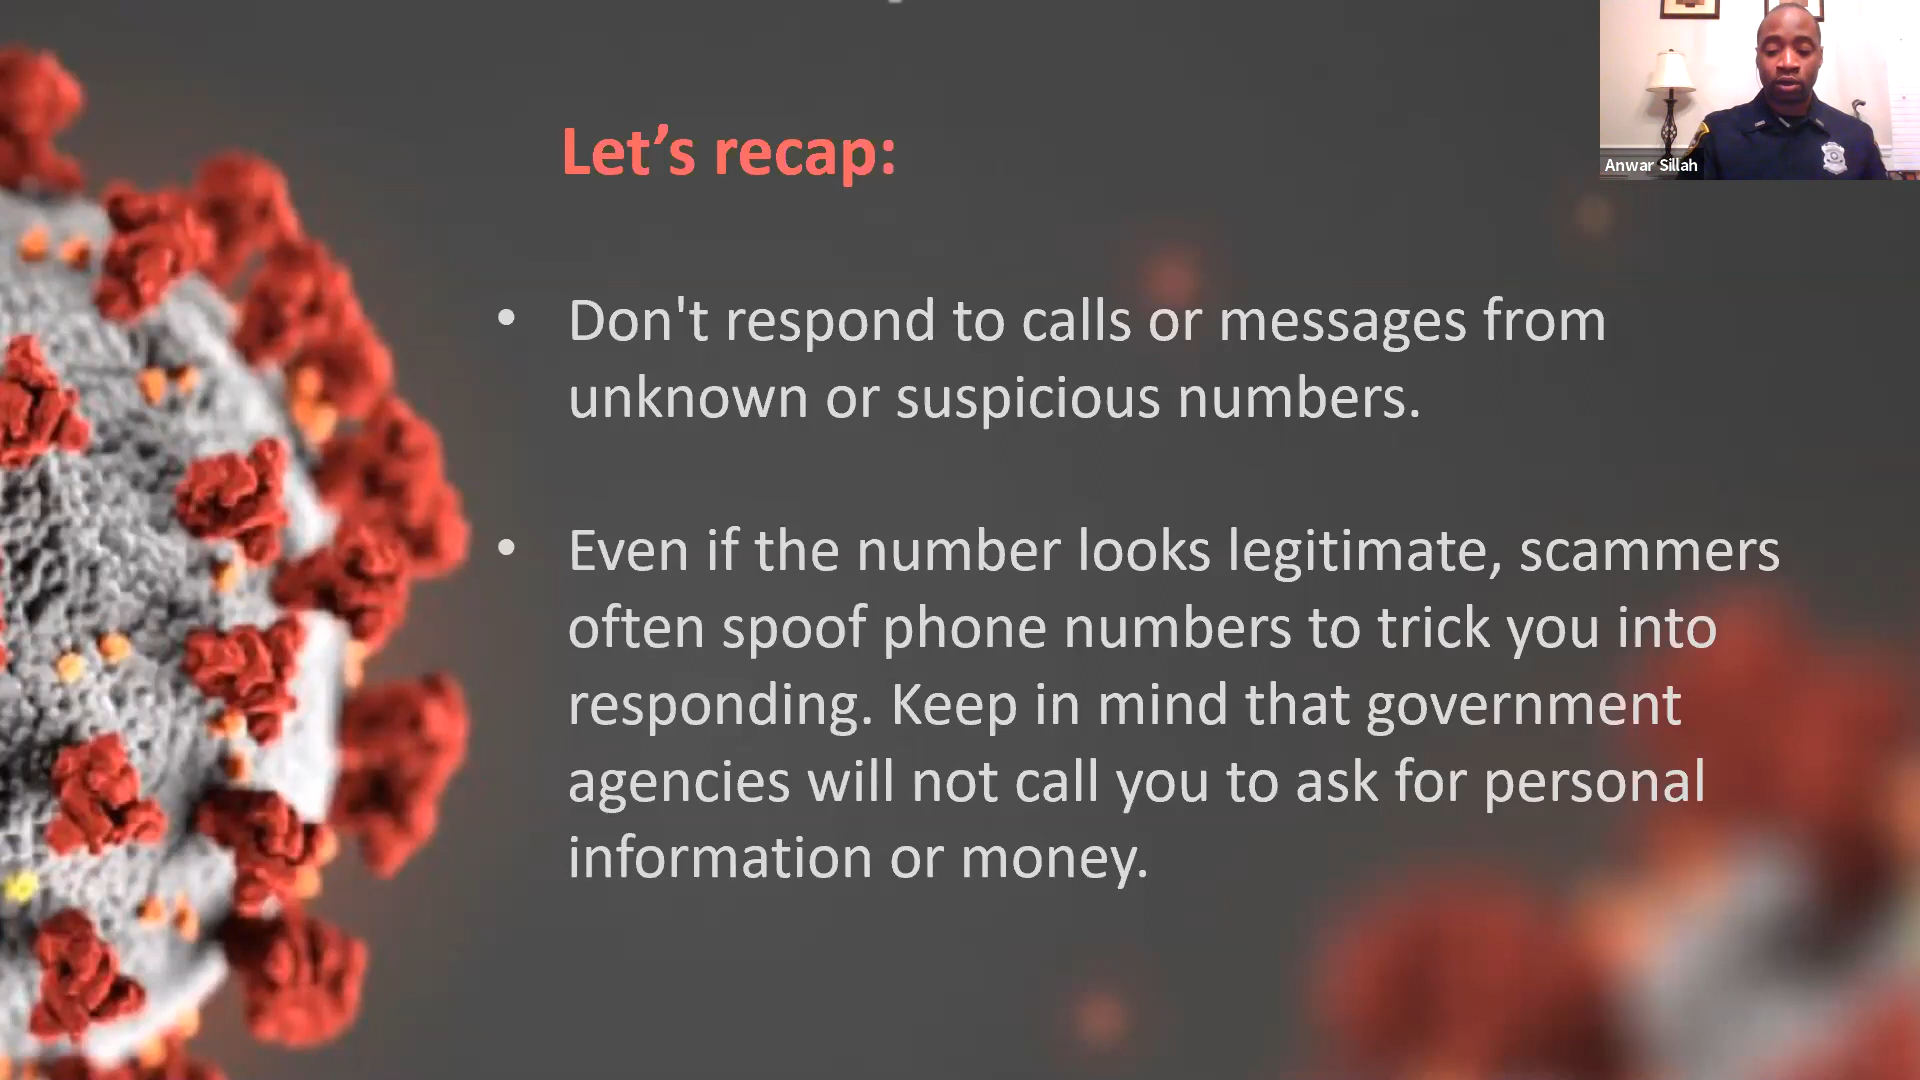 Let’s recap:
Anwar Sillah
• Don't respond to calls or messages from
unknown or suspicious numbers.
• Even if the number looks legitimate, scammers
often spoof phone numbers to trick you into
responding. Keep in mind that government
agencies will not call you to ask for personal
information or money.